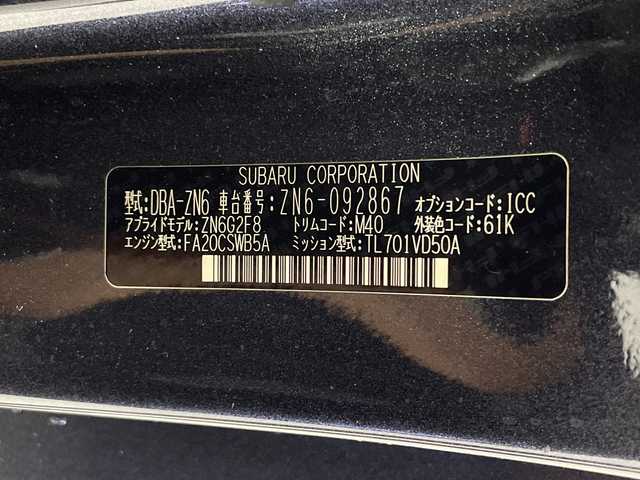 SUBARU CORPORATION
型式:DBA-ZN6 車台番号:ZN6-092867 オプションコード:ICC
アプライドモデル:ZN6G2F8 トリムコード:M40 外装色コード:61K
エンジン型式:FA20CSWB5A ミッション型式:TL701VD50A